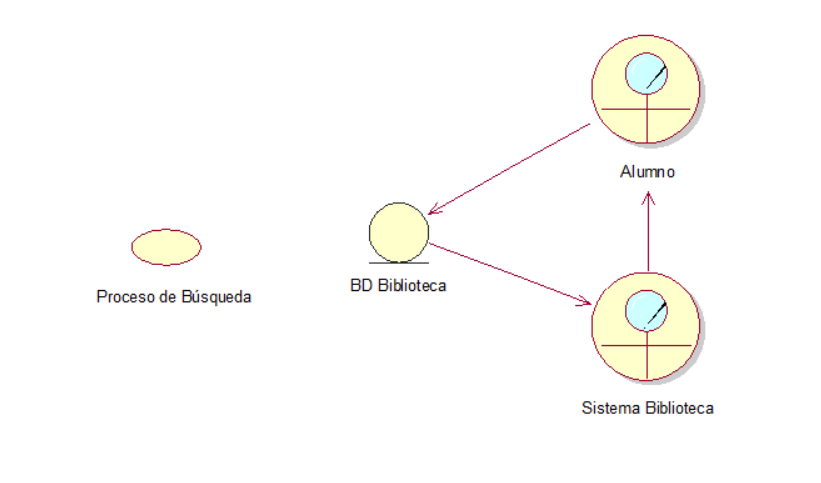 Alumno
Proceso de Búsqueda
BD Biblioteca
Sistema Biblioteca